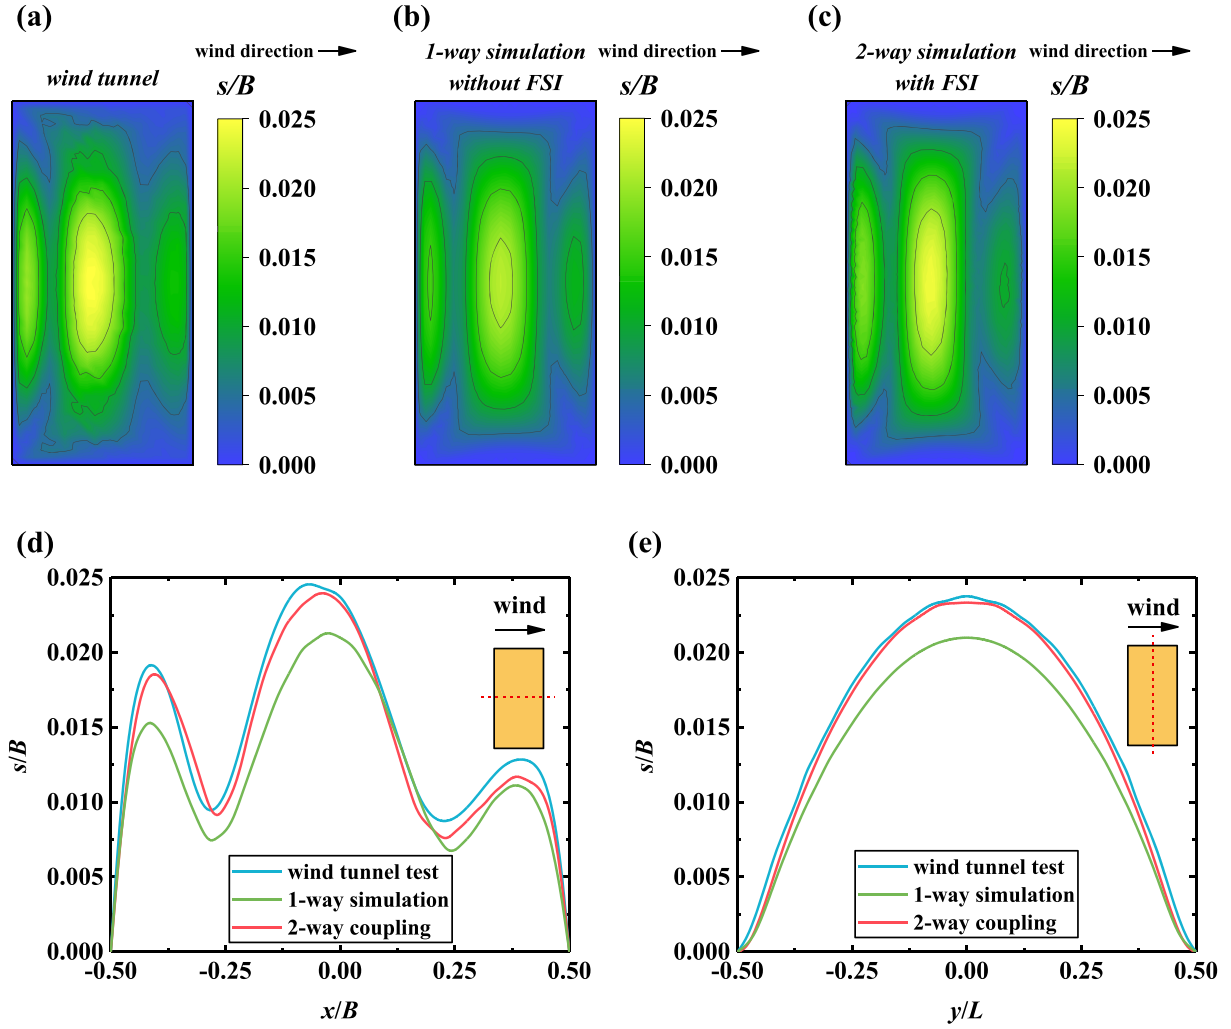 (a)
wind direction
wind tunnel
s/B
0.025
0.020
0.015
0.010
0.005
0.000
(b)
1-way simulation
without FSI
wind direction
s/B
0.025
0.020
0.015
0.010
0.005
0.000
(c)
2-way simulation
with FSI
wind direction
s/B
0.025
0.020
0.015
0.010
0.005
0.000
(d)
s/B
0.025
0.020
0.015
0.010
0.005
0.000
wind
wind tunnel test
1-way simulation
2-way coupling
-0.50
-0.25
0.00
0.25
0.50
x/B
(e)
s/B
0.025
0.020
0.015
0.010
0.005
0.000
wind
wind tunnel test
1-way simulation
2-way coupling
-0.50
-0.25
0.00
0.25
0.50
y/L